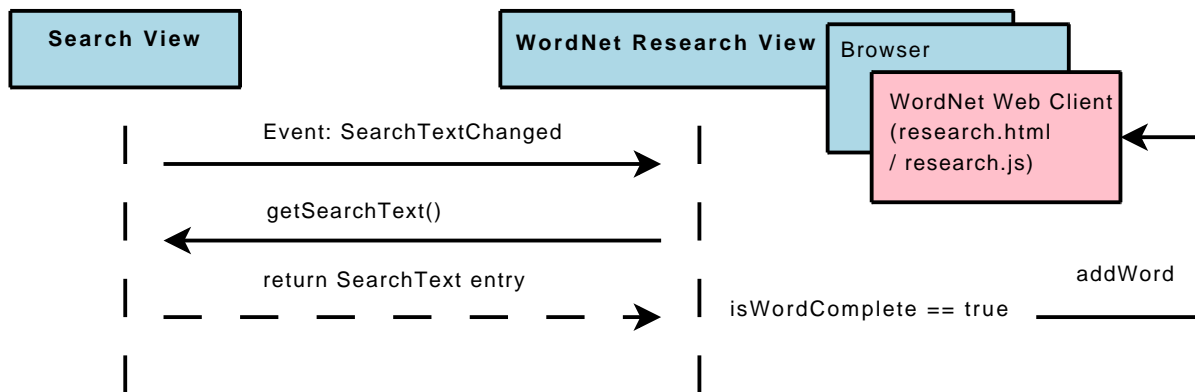 Search View
WordNet Research View
Browser
WordNet Web Client
(research.html
/ research.js)
Event: SearchTextChanged
getSearchText()
return SearchText entry
addWord
isWordComplete == true